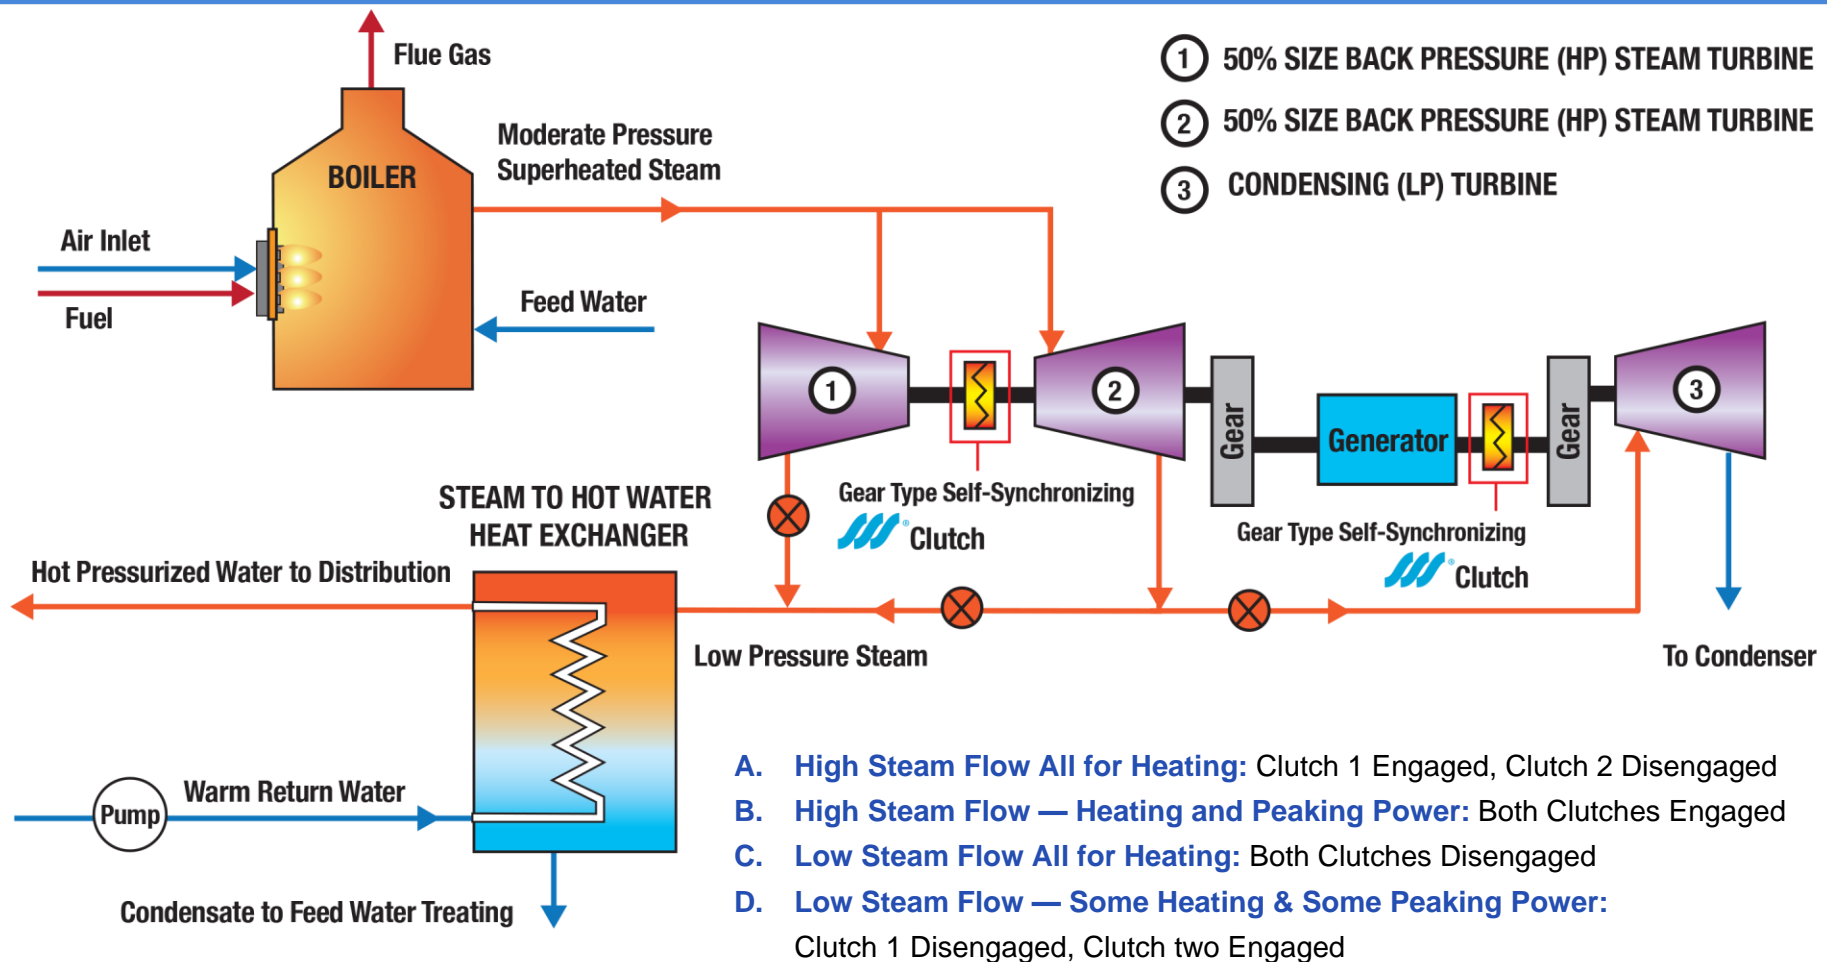 Flue Gas
1 50% SIZE BACK PRESSURE (HP) STEAM TURBINE
2 50% SIZE BACK PRESSURE (HP) STEAM TURBINE
3 CONDENSING (LP) TURBINE
Moderate Pressure
Superheated Steam
BOILER
Air Inlet
Fuel
Feed Water
1
2
3
Gear
Generator
Gear
Gear Type Self-Synchronizing
SSS® Clutch
Gear Type Self-Synchronizing
SSS® Clutch
STEAM TO HOT WATER
HEAT EXCHANGER
Hot Pressurized Water to Distribution
Low Pressure Steam
To Condenser
Pump
Warm Return Water
Condensate to Feed Water Treating
A. High Steam Flow All for Heating: Clutch 1 Engaged, Clutch 2 Disengaged
B. High Steam Flow — Heating and Peaking Power: Both Clutches Engaged
C. Low Steam Flow All for Heating: Both Clutches Disengaged
D. Low Steam Flow — Some Heating & Some Peaking Power:
Clutch 1 Disengaged, Clutch two Engaged